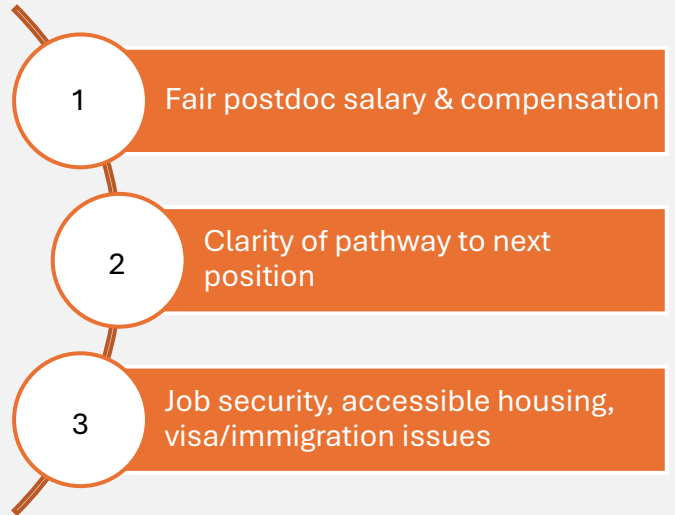 1
Fair postdoc salary & compensation
2
Clarity of pathway to next
position
3
Job security, accessible housing,
visa/immigration issues